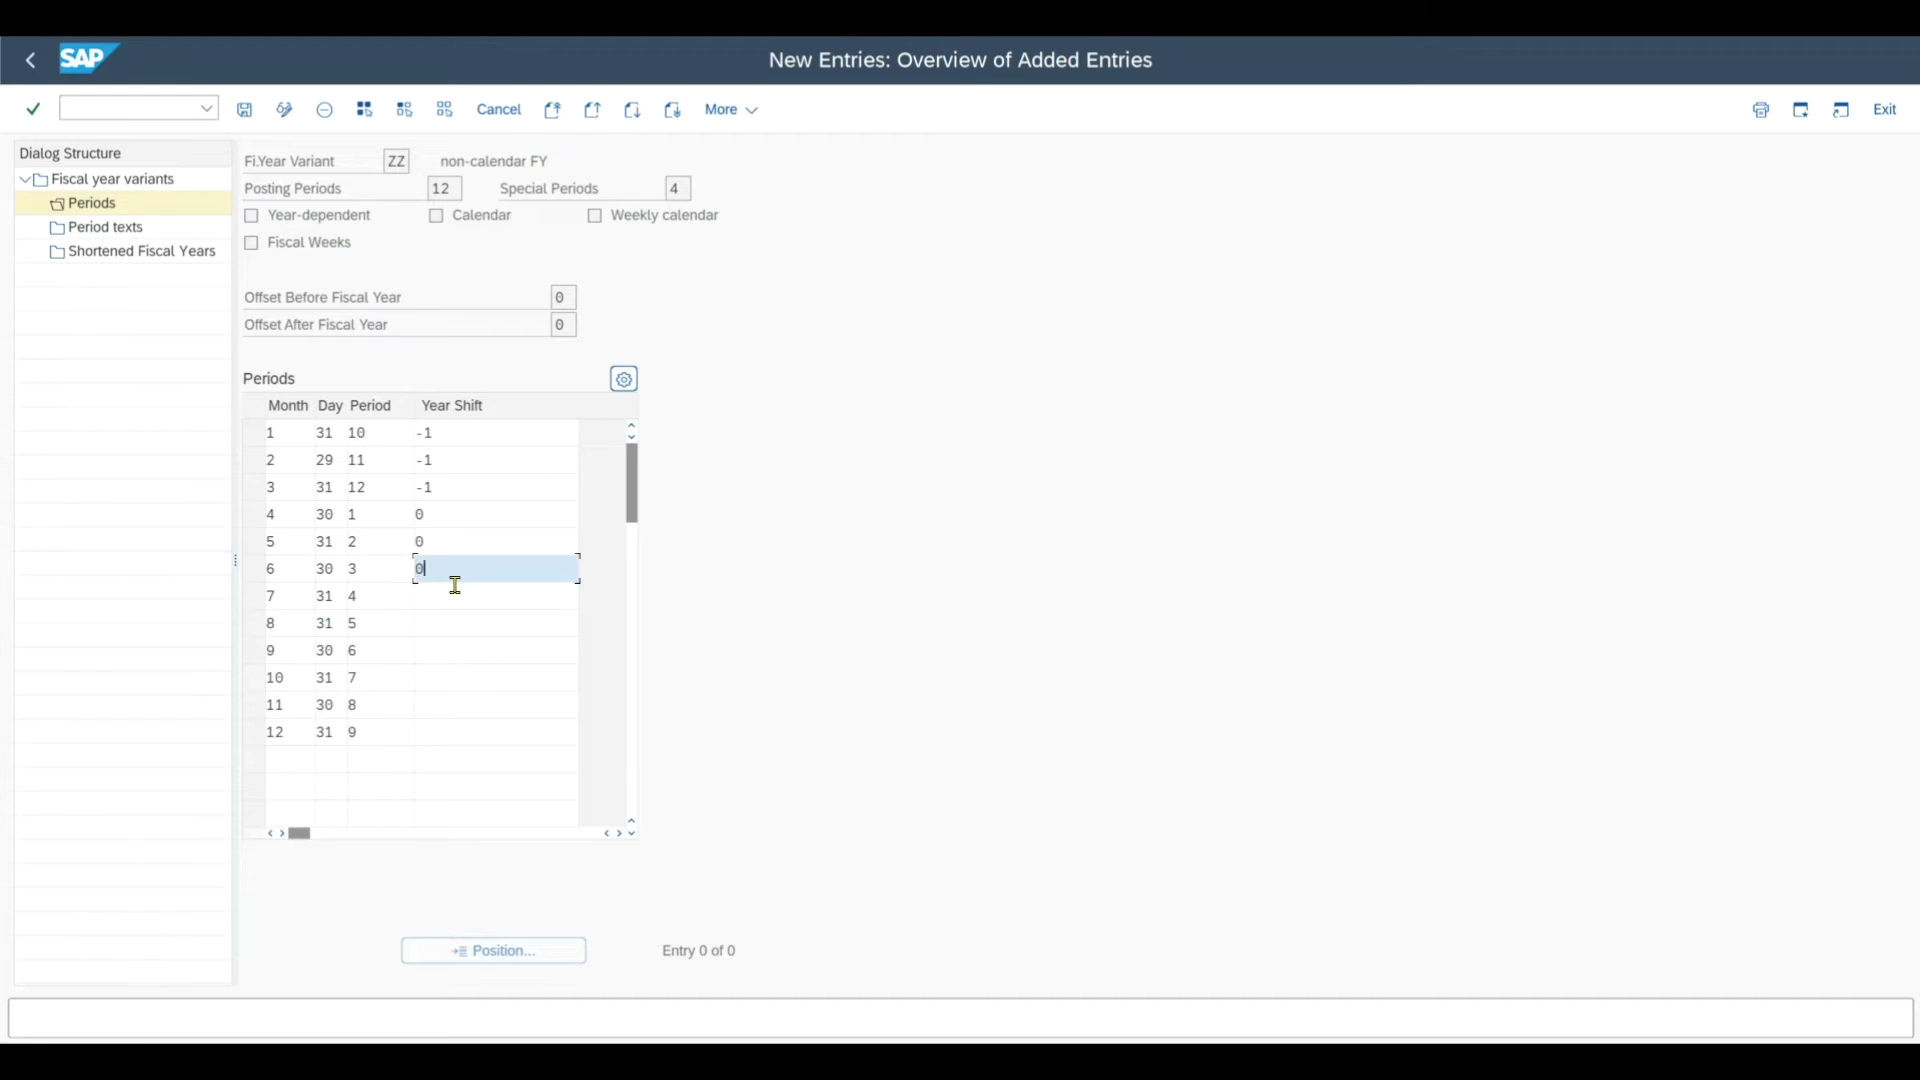 SAP
New Entries: Overview of Added Entries
Cancel
More
Exit
Dialog Structure
Fiscal year variants
Periods
Period texts
Shortened Fiscal Years
Fi.Year Variant ZZ non-calendar FY
Posting Periods 12 Special Periods 4
Year-dependent Calendar Weekly calendar
Fiscal Weeks
Offset Before Fiscal Year 0
Offset After Fiscal Year 0
Periods
Month Day Period Year Shift
1 31 10 -1
2 29 11 -1
3 31 12 -1
4 30 1 0
5 31 2 0
6 30 3 0
7 31 4
8 31 5
9 30 6
10 31 7
11 30 8
12 31 9
Position... Entry 0 of 0